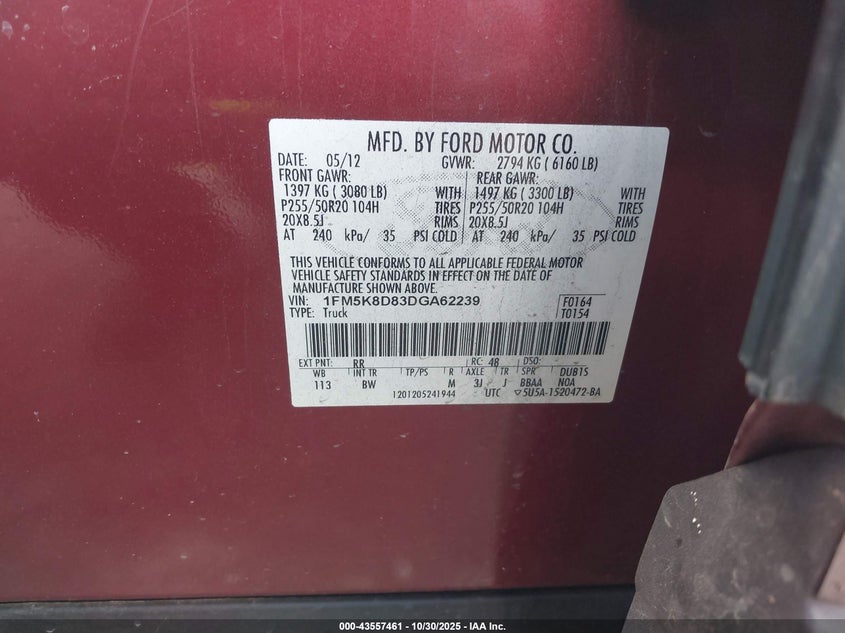 MFD. BY FORD MOTOR CO.
DATE: 05/12 GVWR: 2794 KG ( 6160 LB)
FRONT GAWR: REAR GAWR:
1397 KG ( 3080 LB) WITH 1497 KG ( 3300 LB) WITH
P255/50R20 104H TIRES P255/50R20 104H TIRES
20X8.5J RIMS 20X8.5J RIMS
AT 240 kPa/ 35 PSI COLD AT 240 kPa/ 35 PSI COLD
THIS VEHICLE CONFORMS TO ALL APPLICABLE FEDERAL MOTOR
VEHICLE SAFETY STANDARDS IN EFFECT ON THE DATE OF
MANUFACTURE SHOWN ABOVE.
VIN: 1FM5K8D83DGA62239 F0164
TYPE: Truck T0154
EXT PNT: RR RC: 48 DSO:
WB INT TR TP/PS R AXLE TR SPR DUB1S
113 BW M 3J J BBAA NOA
1201205241944 UTC ▽5U5A-1520472-BA
000-43557461 - 10/30/2025 - IAA Inc.